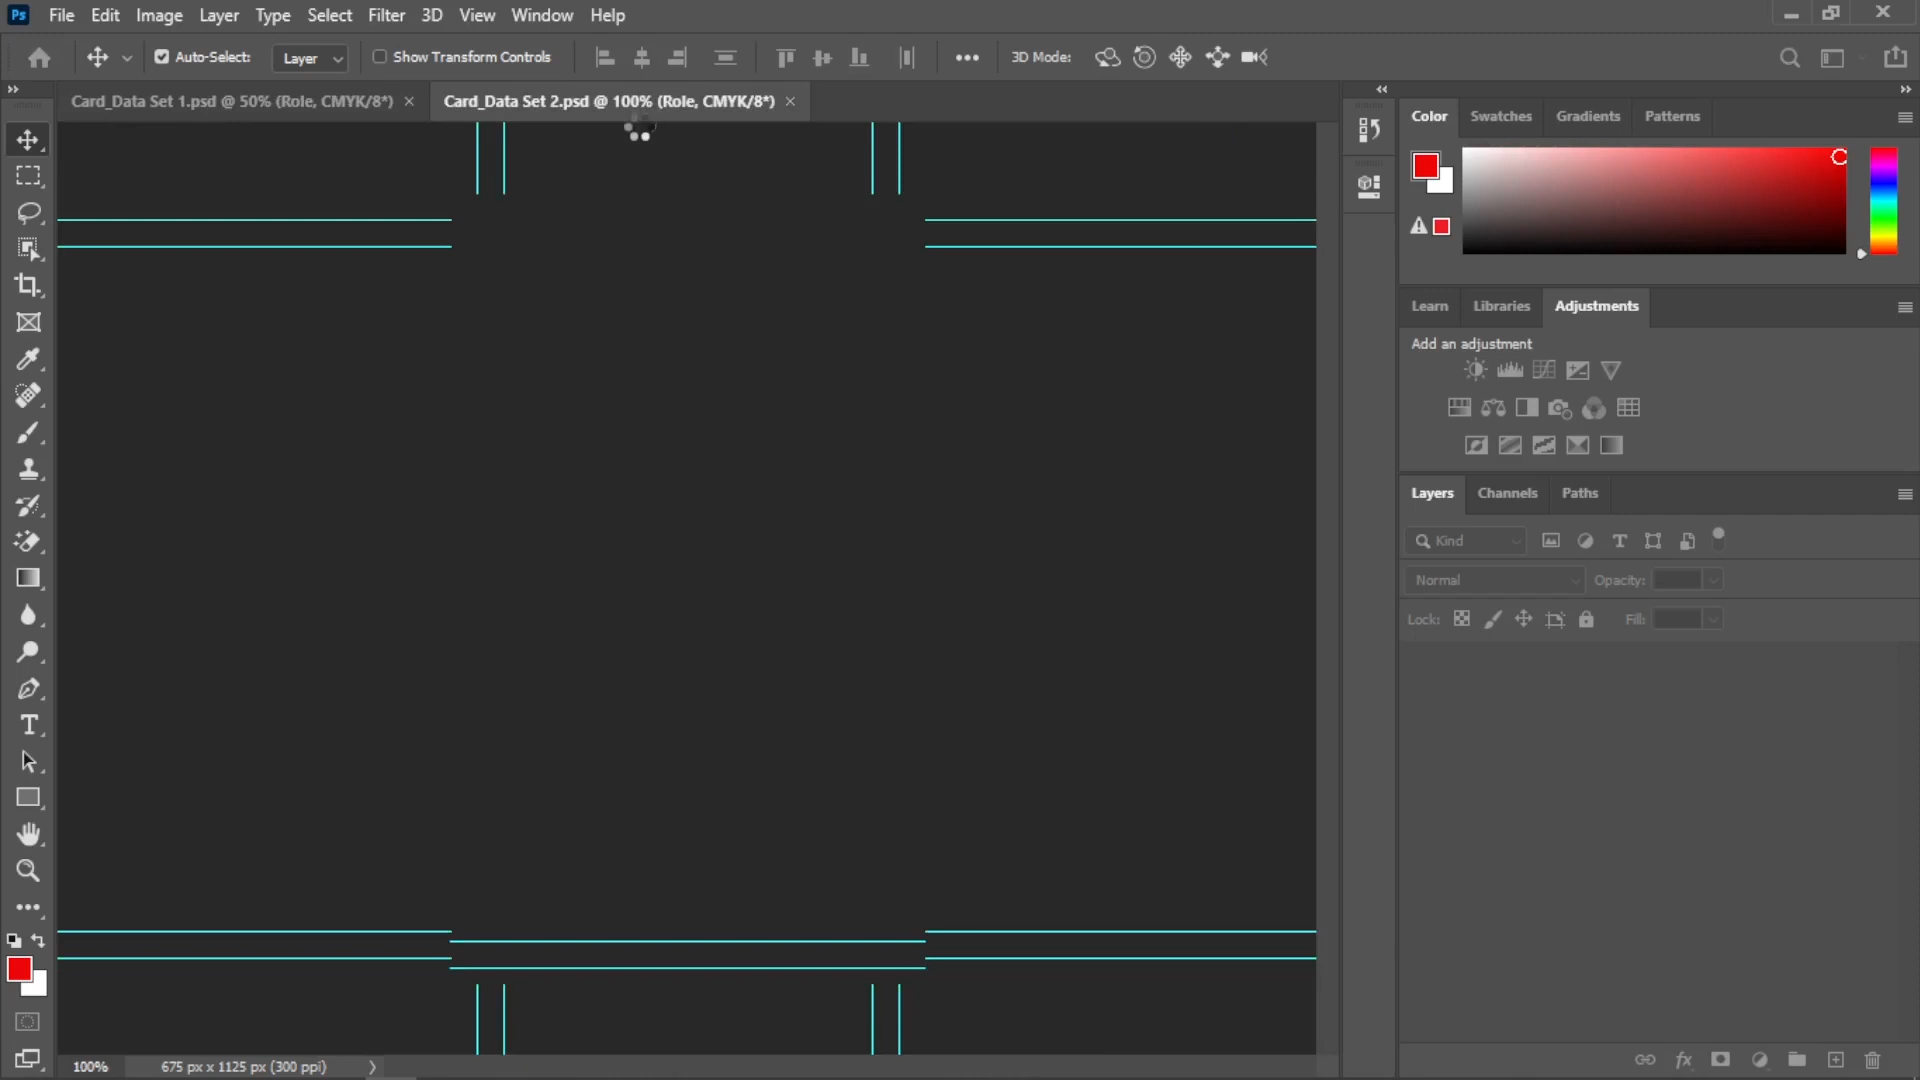 Ps File Edit Image Layer Type Select Filter 3D View Window Help
Auto-Select: Layer Show Transform Controls 3D Mode:
Card_Data Set 1.psd @ 50% (Role, CMYK/8*) × Card_Data Set 2.psd @ 100% (Role, CMYK/8*) ×
Color Swatches Gradients Patterns
Learn Libraries Adjustments
Add an adjustment
Layers Channels Paths
Kind
Normal Opacity:
Lock: Fill:
100% 675 px x 1125 px (300 ppi)